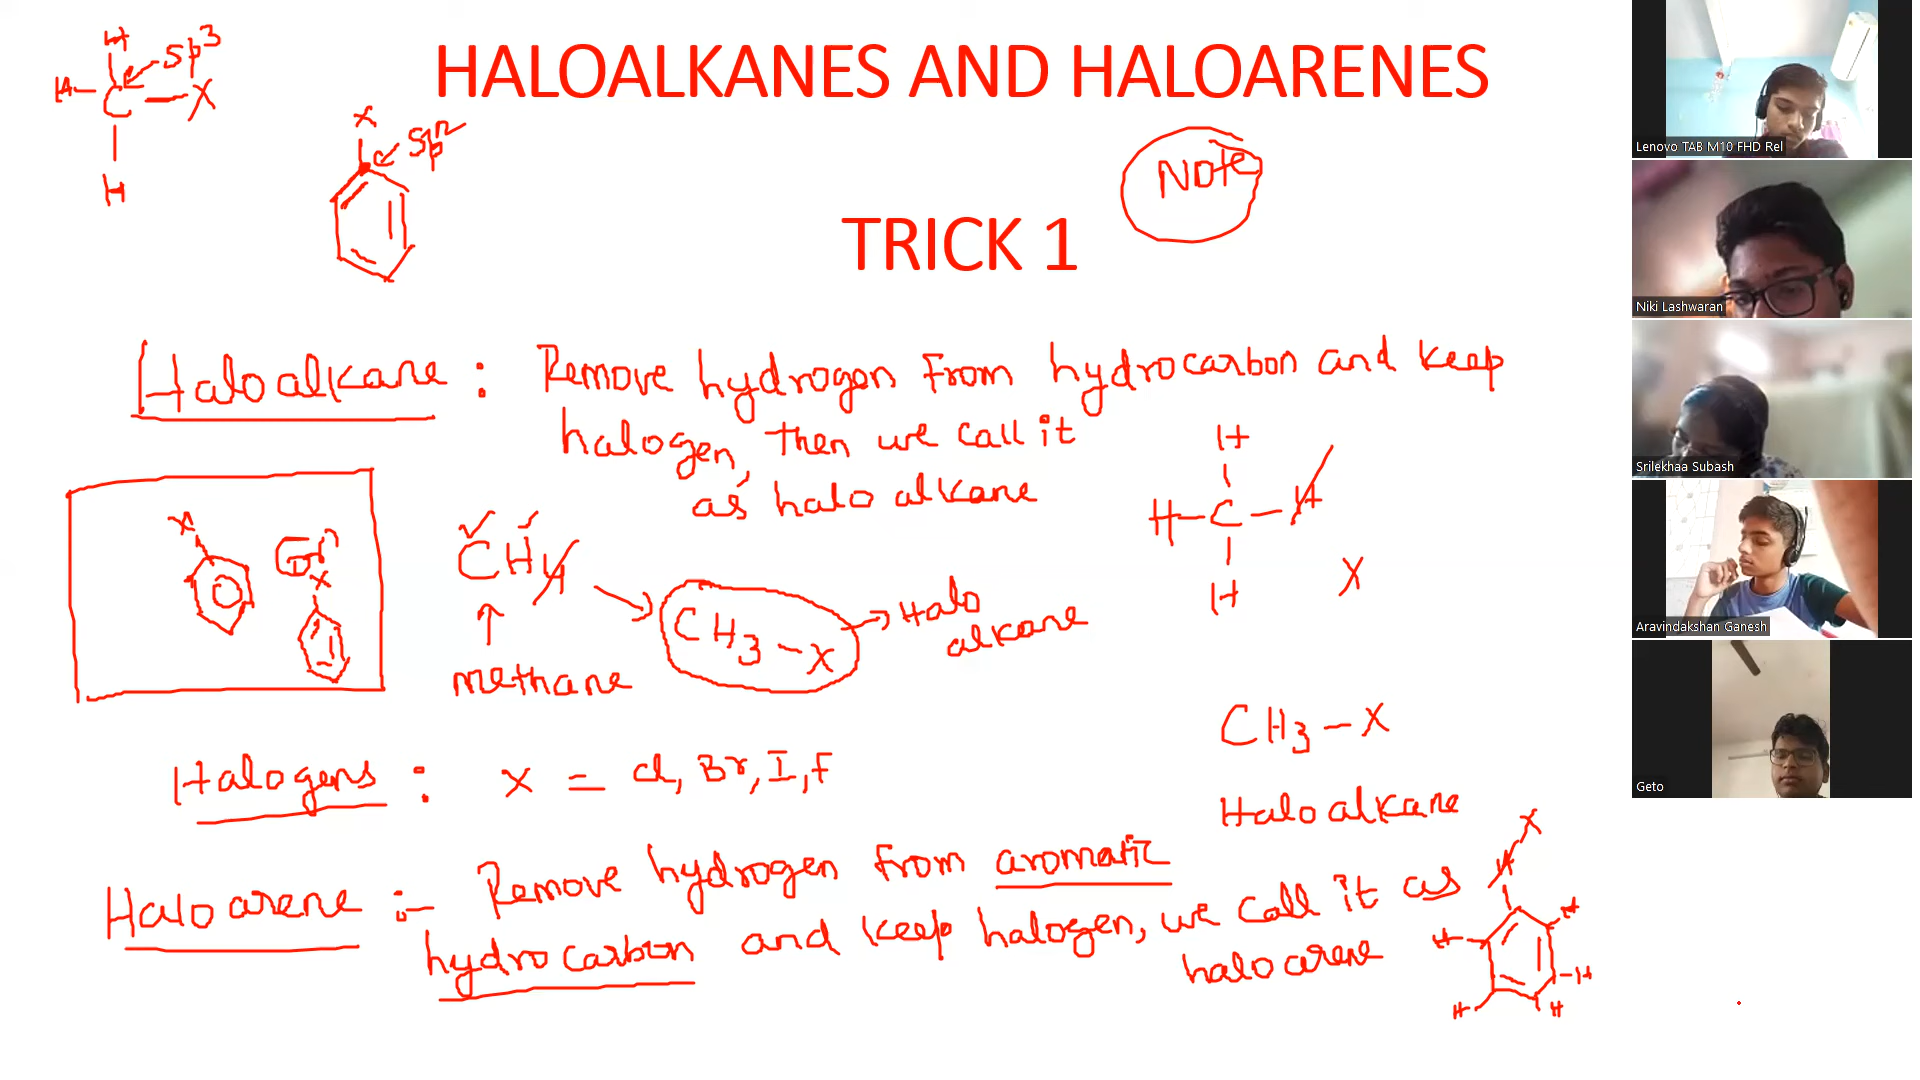 HALOALKANES AND HALOARENES
H
sp³
H-C-X
H
X
sp²
Note
TRICK 1
Haloalkane : Remove hydrogen from hydrocarbon and keep
halogen, then we call it
as halo alkane
H
H-C-H
H
X
X
(or)
X
CH4
methane
CH3-X
Halo
alkane
CH3-X
Haloalkane
Halogens : X = Cl, Br, I, F
Haloarene :- Remove hydrogen from aromatic
hydrocarbon and keep halogen, we call it as
haloarene
X
H
H
H
H
H
H
Lenovo TAB M10 FHD Rel
Niki Lashwaran
Srilekhaa Subash
Aravindakshan Ganesh
Geto